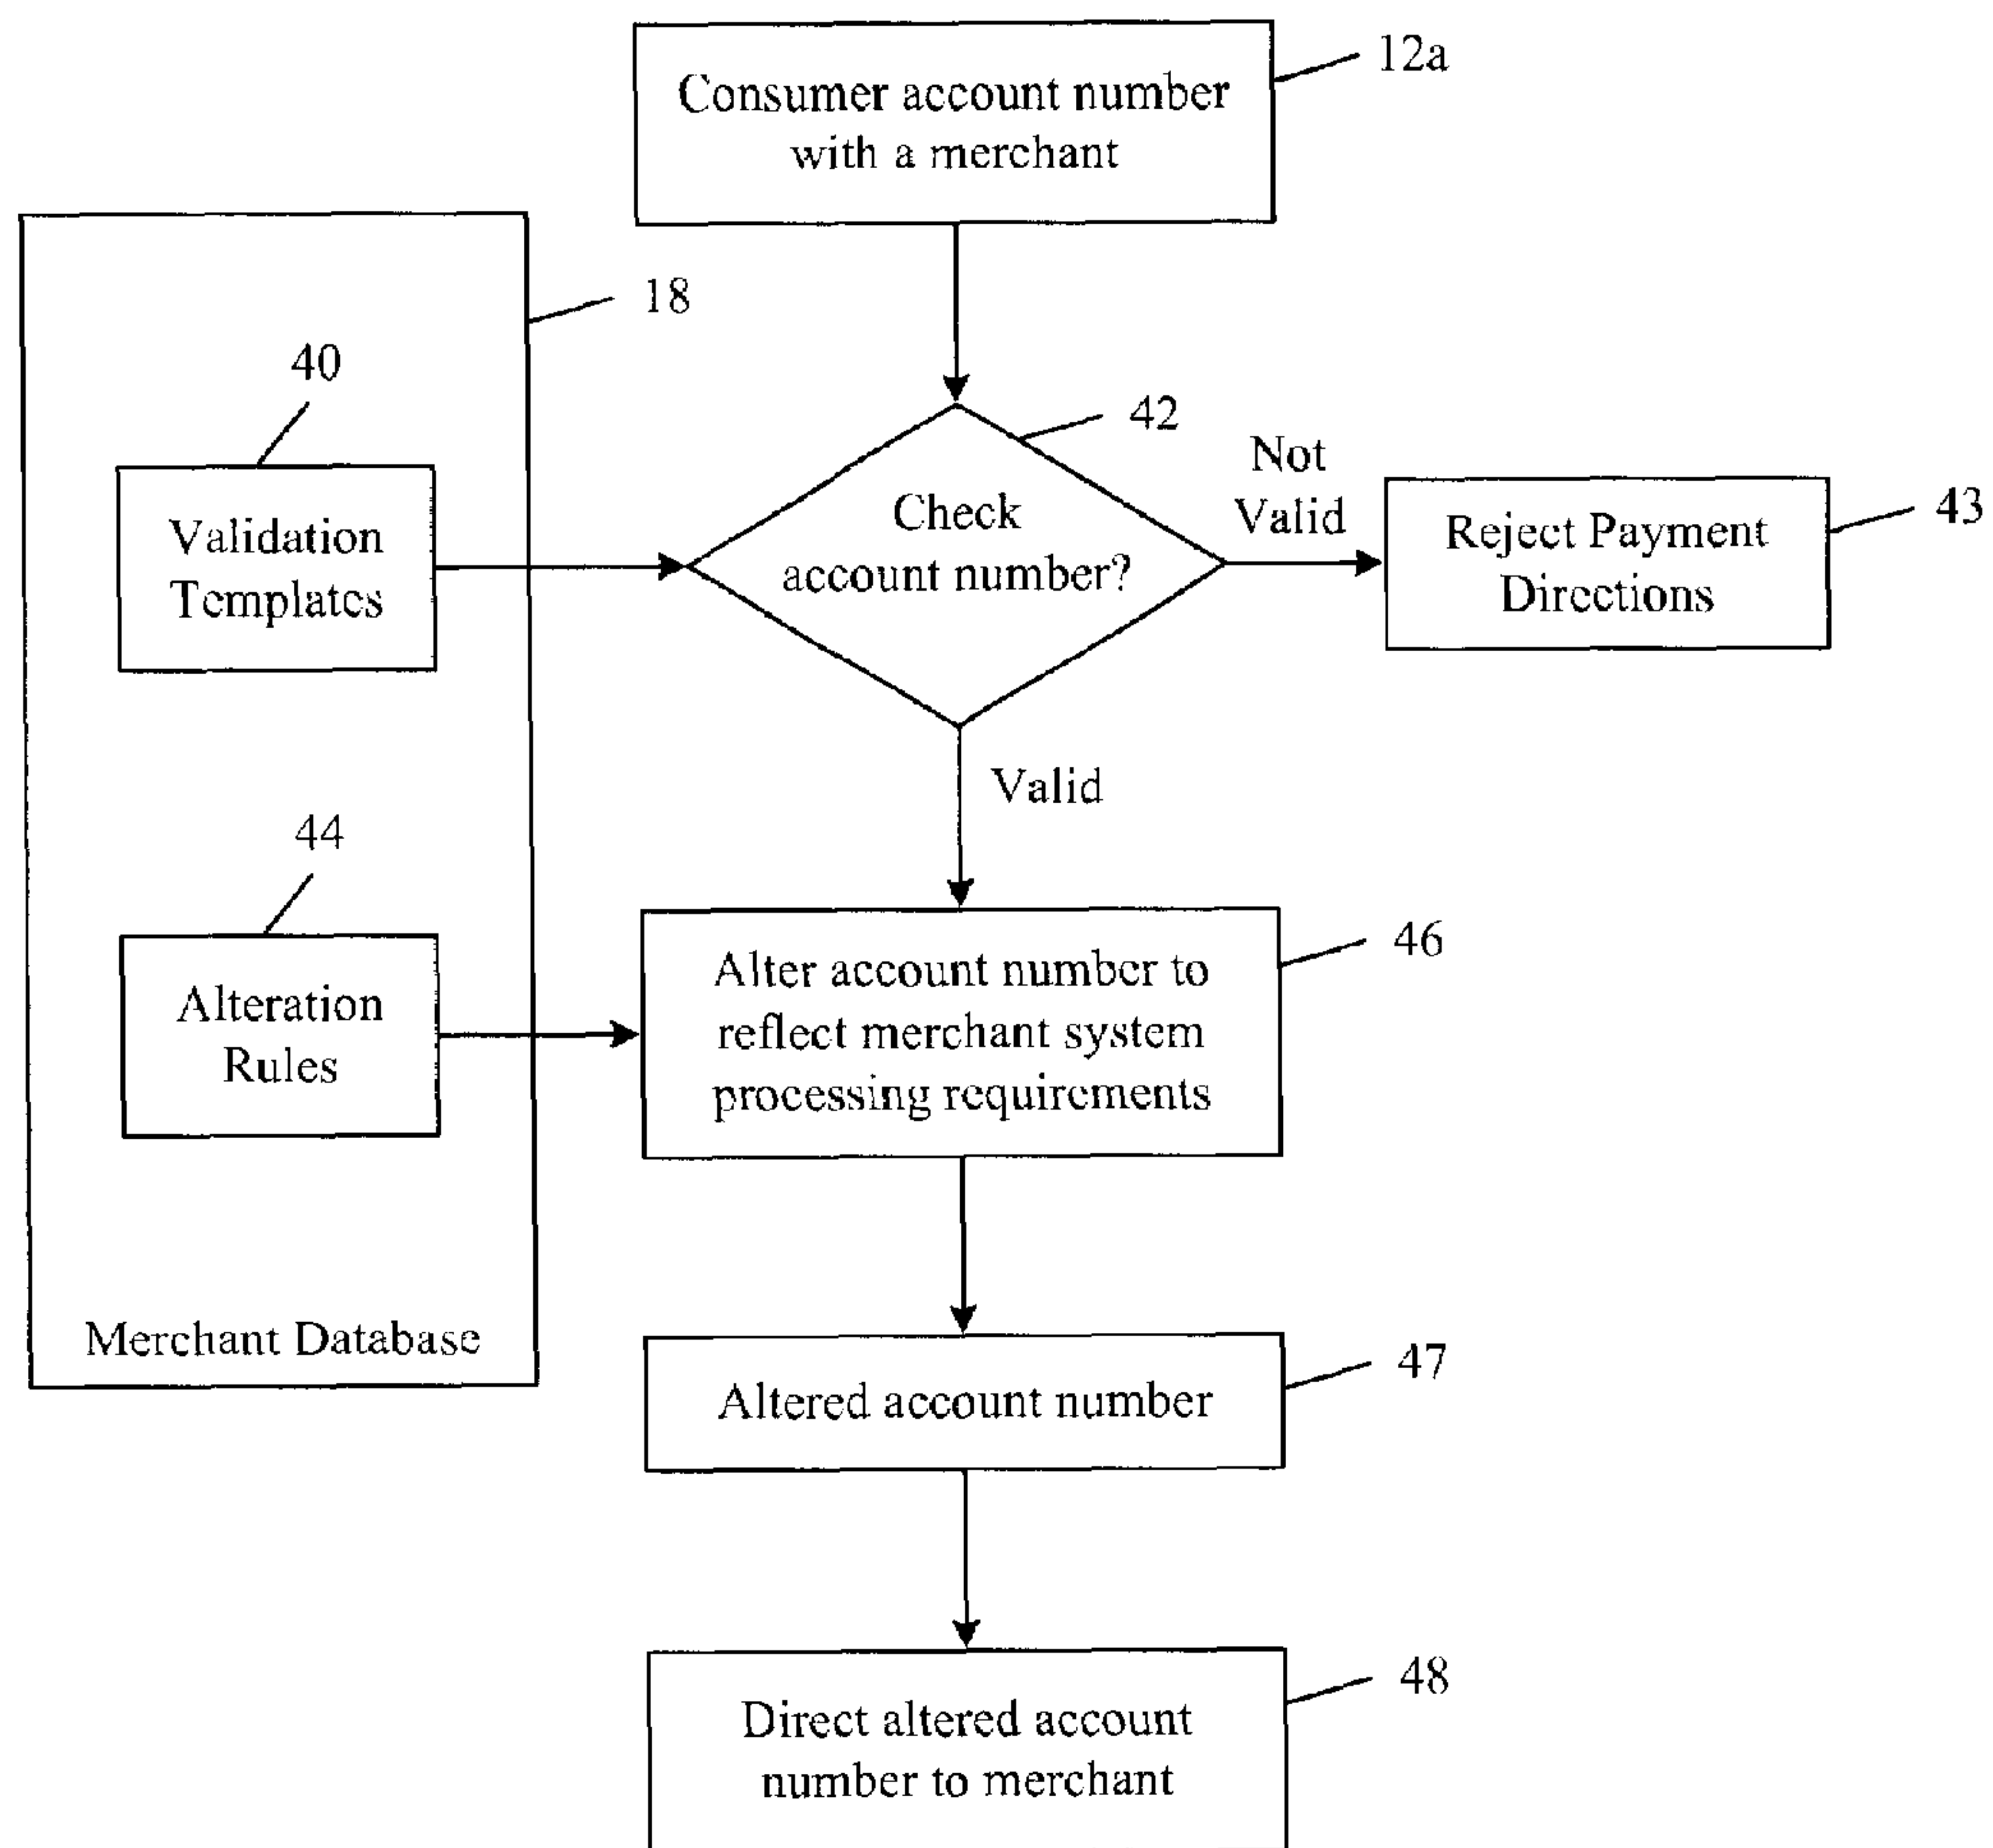 Consumer account number
with a merchant
12a
18
40
Validation
Templates
42
Check
account number?
Not
Valid
Reject Payment
Directions
43
Valid
44
Alteration
Rules
Alter account number to
reflect merchant system
processing requirements
46
Merchant Database
Altered account number
47
Direct altered account
number to merchant
48